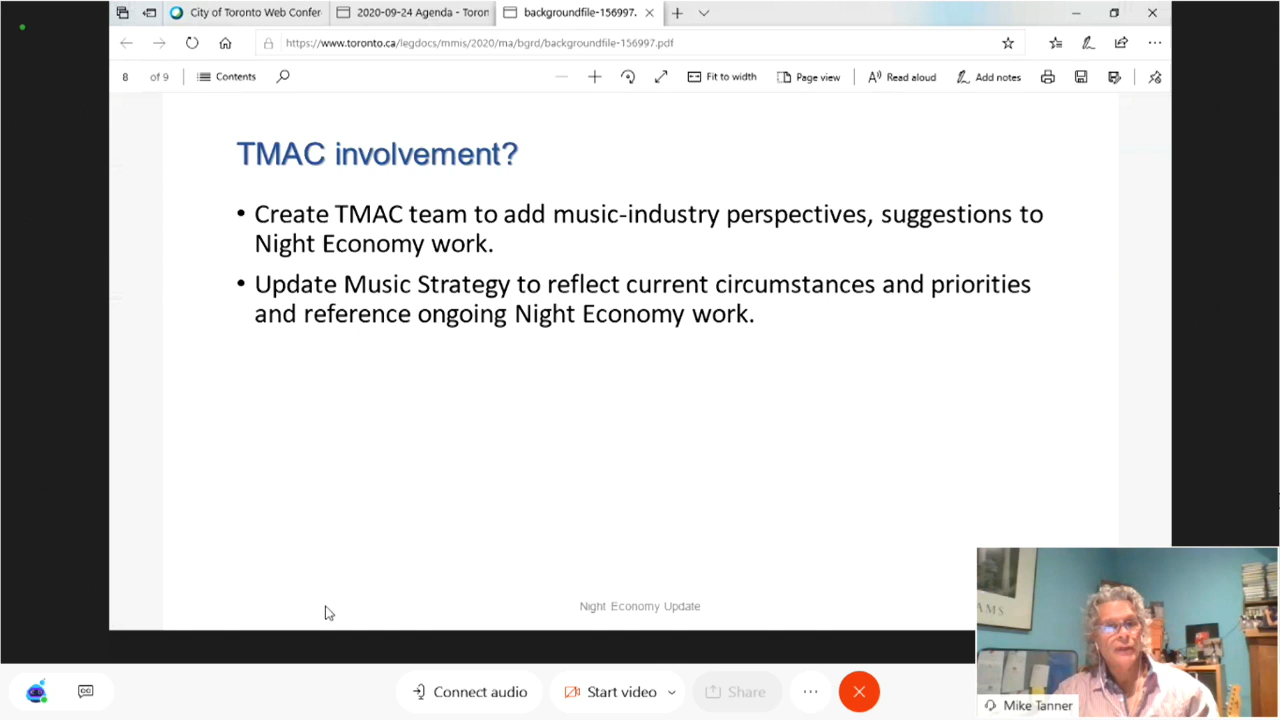 City of Toronto Web Confer
2020-09-24 Agenda - Toron
backgroundfile-156997.
https://www.toronto.ca/legdocs/mmis/2020/ma/bgrd/backgroundfile-156997.pdf
8 of 9
Contents
Fit to width
Page view
Read aloud
Add notes
TMAC involvement?
• Create TMAC team to add music-industry perspectives, suggestions to
Night Economy work.
• Update Music Strategy to reflect current circumstances and priorities
and reference ongoing Night Economy work.
Night Economy Update
AMS
Mike Tanner
Connect audio
Start video
Share